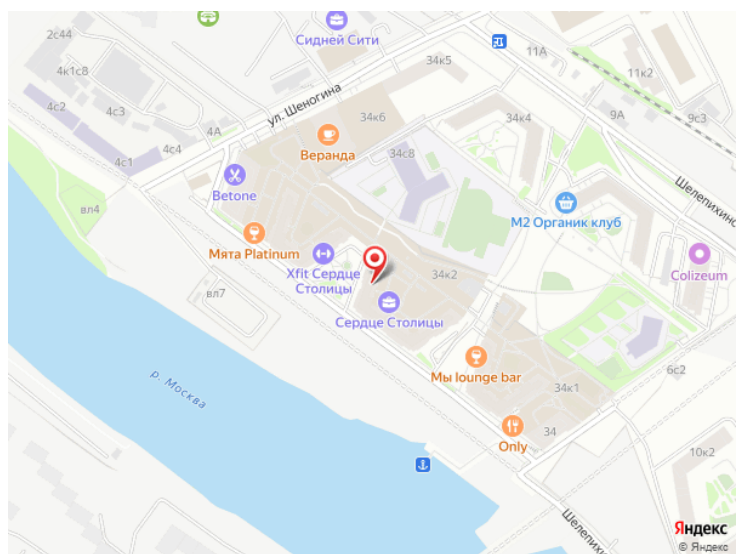 2с44
Сидней Сити
11А
4к1с8
34к5
11к2
4с2
4с3
ул. Шеногина
9А
9с3
4А
34к6
34к4
4с1
4с4
Веранда
34с8
Шелепихинс
Betone
вл4
М2 Органик клуб
Мята Platinum
Xfit Сердце
Столицы
34к2
Colizeum
вл7
Сердце Столицы
р. Москва
Мы lounge bar
6с2
34к1
Only
34
10к2
Шелепихи
Яндекс
© Яндекс